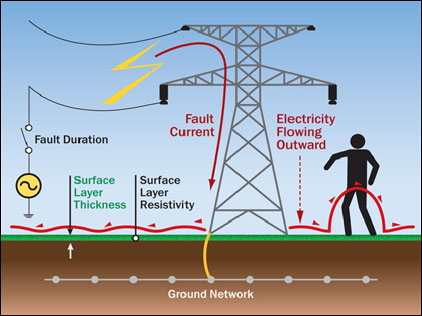 Fault
Current
Electricity
Flowing
Outward
Fault Duration
Surface
Layer
Thickness
Surface
Layer
Resistivity
Ground Network